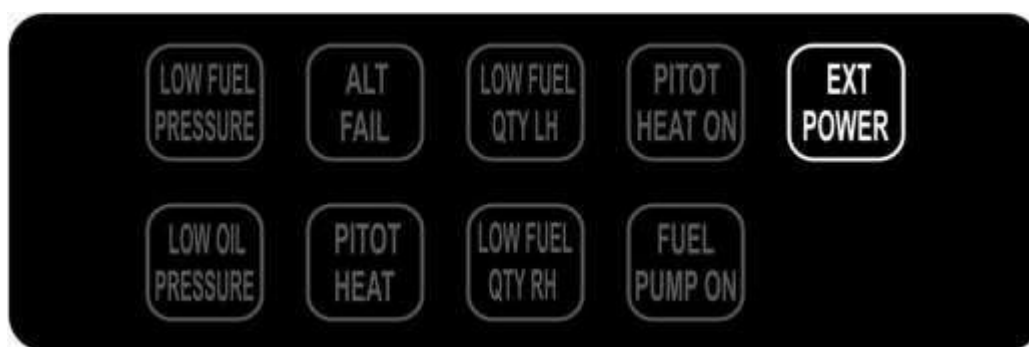 LOW FUEL
PRESSURE
ALT
FAIL
LOW FUEL
QTY LH
PITOT
HEAT ON
EXT
POWER
LOW OIL
PRESSURE
PITOT
HEAT
LOW FUEL
QTY RH
FUEL
PUMP ON